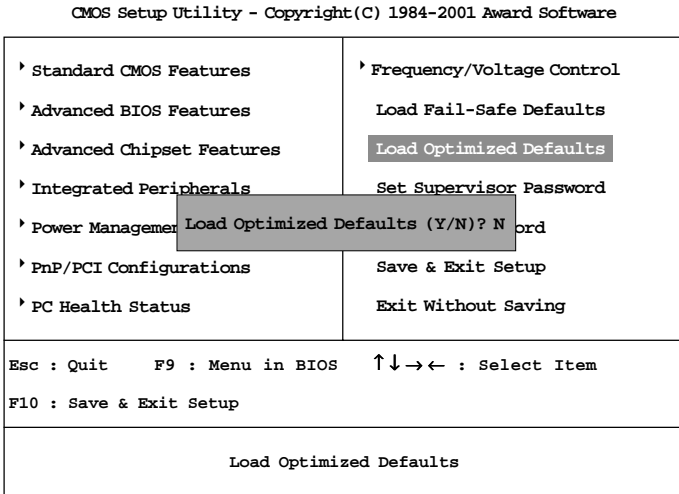 CMOS Setup Utility - Copyright(C) 1984-2001 Award Software
Standard CMOS Features
Advanced BIOS Features
Advanced Chipset Features
Integrated Peripherals
Power Managemen
PnP/PCI Configurations
PC Health Status
Frequency/Voltage Control
Load Fail-Safe Defaults
Load Optimized Defaults
Set Supervisor Password
ord
Save & Exit Setup
Exit Without Saving
Load Optimized Defaults (Y/N)? N
Esc : Quit F9 : Menu in BIOS ↑↓→← : Select Item
F10 : Save & Exit Setup
Load Optimized Defaults